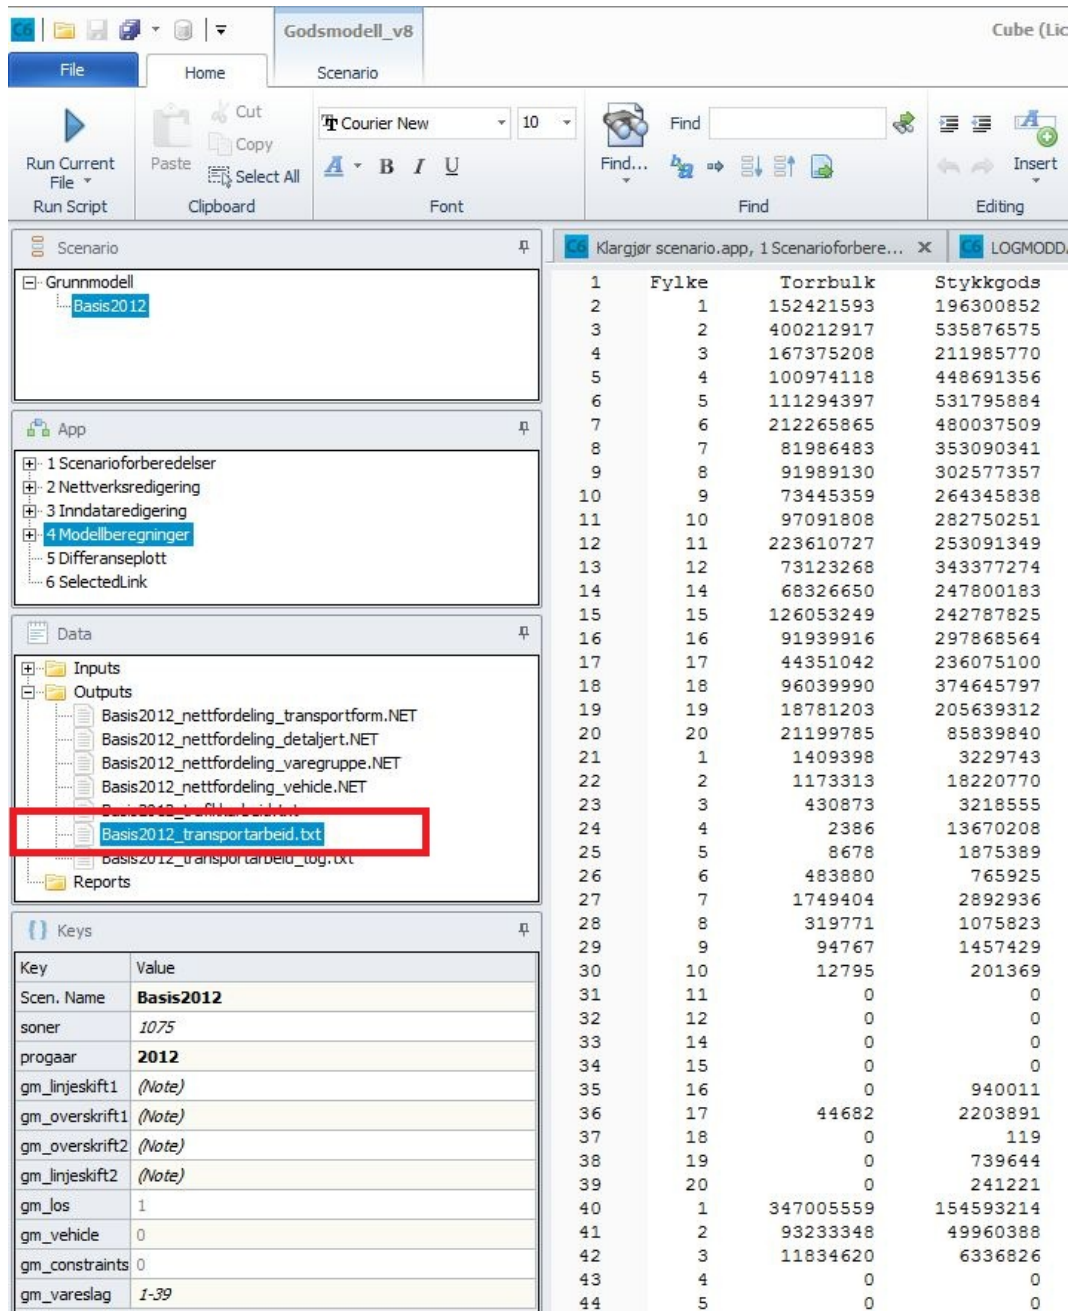 C6 Godsmodell_v8 Cube (Lic
File Home Scenario
Run Current File
Run Script
Paste
Cut
Copy
Select All
Clipboard
Courier New 10
A B I U
Font
Find
Find...
Find
Insert
Editing
Scenario
Grunnmodell
Basis2012
App
1 Scenarioforberedelser
2 Nettverksredigering
3 Inndataredigering
4 Modellberegninger
5 Differanseplott
6 SelectedLink
Data
Inputs
Outputs
Basis2012_nettfordeling_transportform.NET
Basis2012_nettfordeling_detaljert.NET
Basis2012_nettfordeling_varegruppe.NET
Basis2012_nettfordeling_vehicle.NET
Basis2012_transportarbeid.txt
Basis2012_transportarbeid_tog.txt
Reports
Keys
Key Value
Scen. Name Basis2012
soner 1075
progaar 2012
gm_linjeskift1 (Note)
gm_overskrift1 (Note)
gm_overskrift2 (Note)
gm_linjeskift2 (Note)
gm_los 1
gm_vehicle 0
gm_constraints 0
gm_vareslag 1-39
C6 Klargjør scenario.app, 1 Scenarioforbere... C6 LOGMODD
1 Fylke Torrbulk Stykkgods
2 1 152421593 196300852
3 2 400212917 535876575
4 3 167375208 211985770
5 4 100974118 448691356
6 5 111294397 531795884
7 6 212265865 480037509
8 7 81986483 353090341
9 8 91989130 302577357
10 9 73445359 264345838
11 10 97091808 282750251
12 11 223610727 253091349
13 12 73123268 343377274
14 14 68326650 247800183
15 15 126053249 242787825
16 16 91939916 297868564
17 17 44351042 236075100
18 18 96039990 374645797
19 19 18781203 205639312
20 20 21199785 85839840
21 1 1409398 3229743
22 2 1173313 18220770
23 3 430873 3218555
24 4 2386 13670208
25 5 8678 1875389
26 6 483880 765925
27 7 1749404 2892936
28 8 319771 1075823
29 9 94767 1457429
30 10 12795 201369
31 11 0 0
32 12 0 0
33 14 0 0
34 15 0 0
35 16 0 940011
36 17 44682 2203891
37 18 0 119
38 19 0 739644
39 20 0 241221
40 1 347005559 154593214
41 2 93233348 49960388
42 3 11834620 6336826
43 4 0 0
44 5 0 0